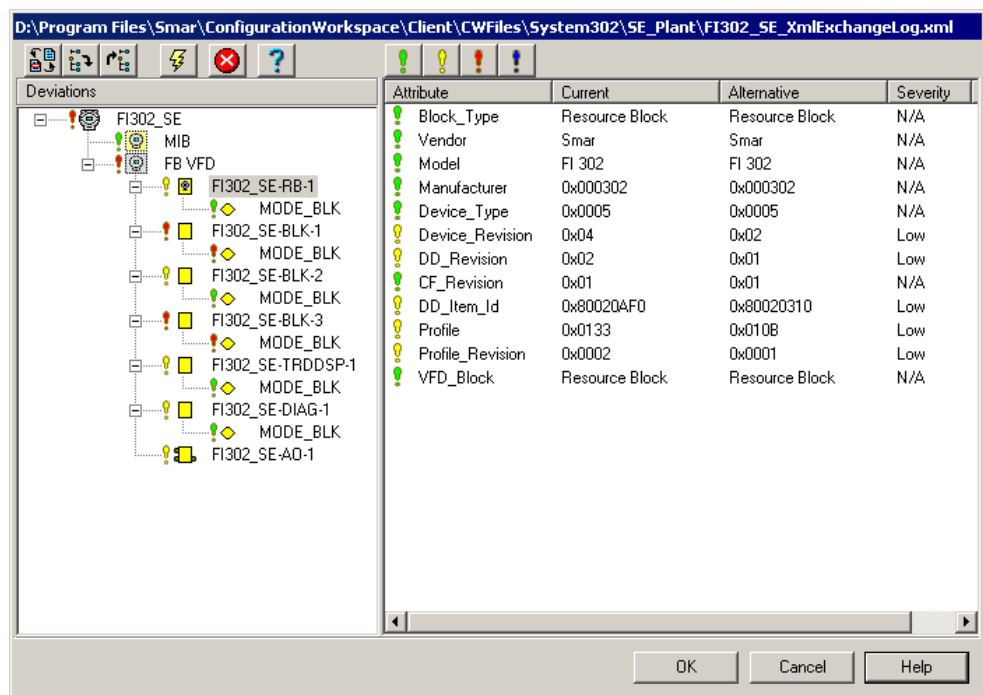 D:\Program Files\Smar\ConfigurationWorkspace\Client\CWFiles\System302\SE_Plant\FI302_SE_XmlExchangeLog.xml
Deviations
FI302_SE
MIB
FB VFD
FI302_SE-RB-1
MODE_BLK
FI302_SE-BLK-1
MODE_BLK
FI302_SE-BLK-2
MODE_BLK
FI302_SE-BLK-3
MODE_BLK
FI302_SE-TRDDSP-1
MODE_BLK
FI302_SE-DIAG-1
MODE_BLK
FI302_SE-AO-1
Attribute Current Alternative Severity
Block_Type Resource Block Resource Block N/A
Vendor Smar Smar N/A
Model FI 302 FI 302 N/A
Manufacturer 0x000302 0x000302 N/A
Device_Type 0x0005 0x0005 N/A
Device_Revision 0x04 0x02 Low
DD_Revision 0x02 0x01 Low
CF_Revision 0x01 0x01 N/A
DD_Item_Id 0x80020AF0 0x80020310 Low
Profile 0x0133 0x010B Low
Profile_Revision 0x0002 0x0001 Low
VFD_Block Resource Block Resource Block N/A
OK Cancel Help